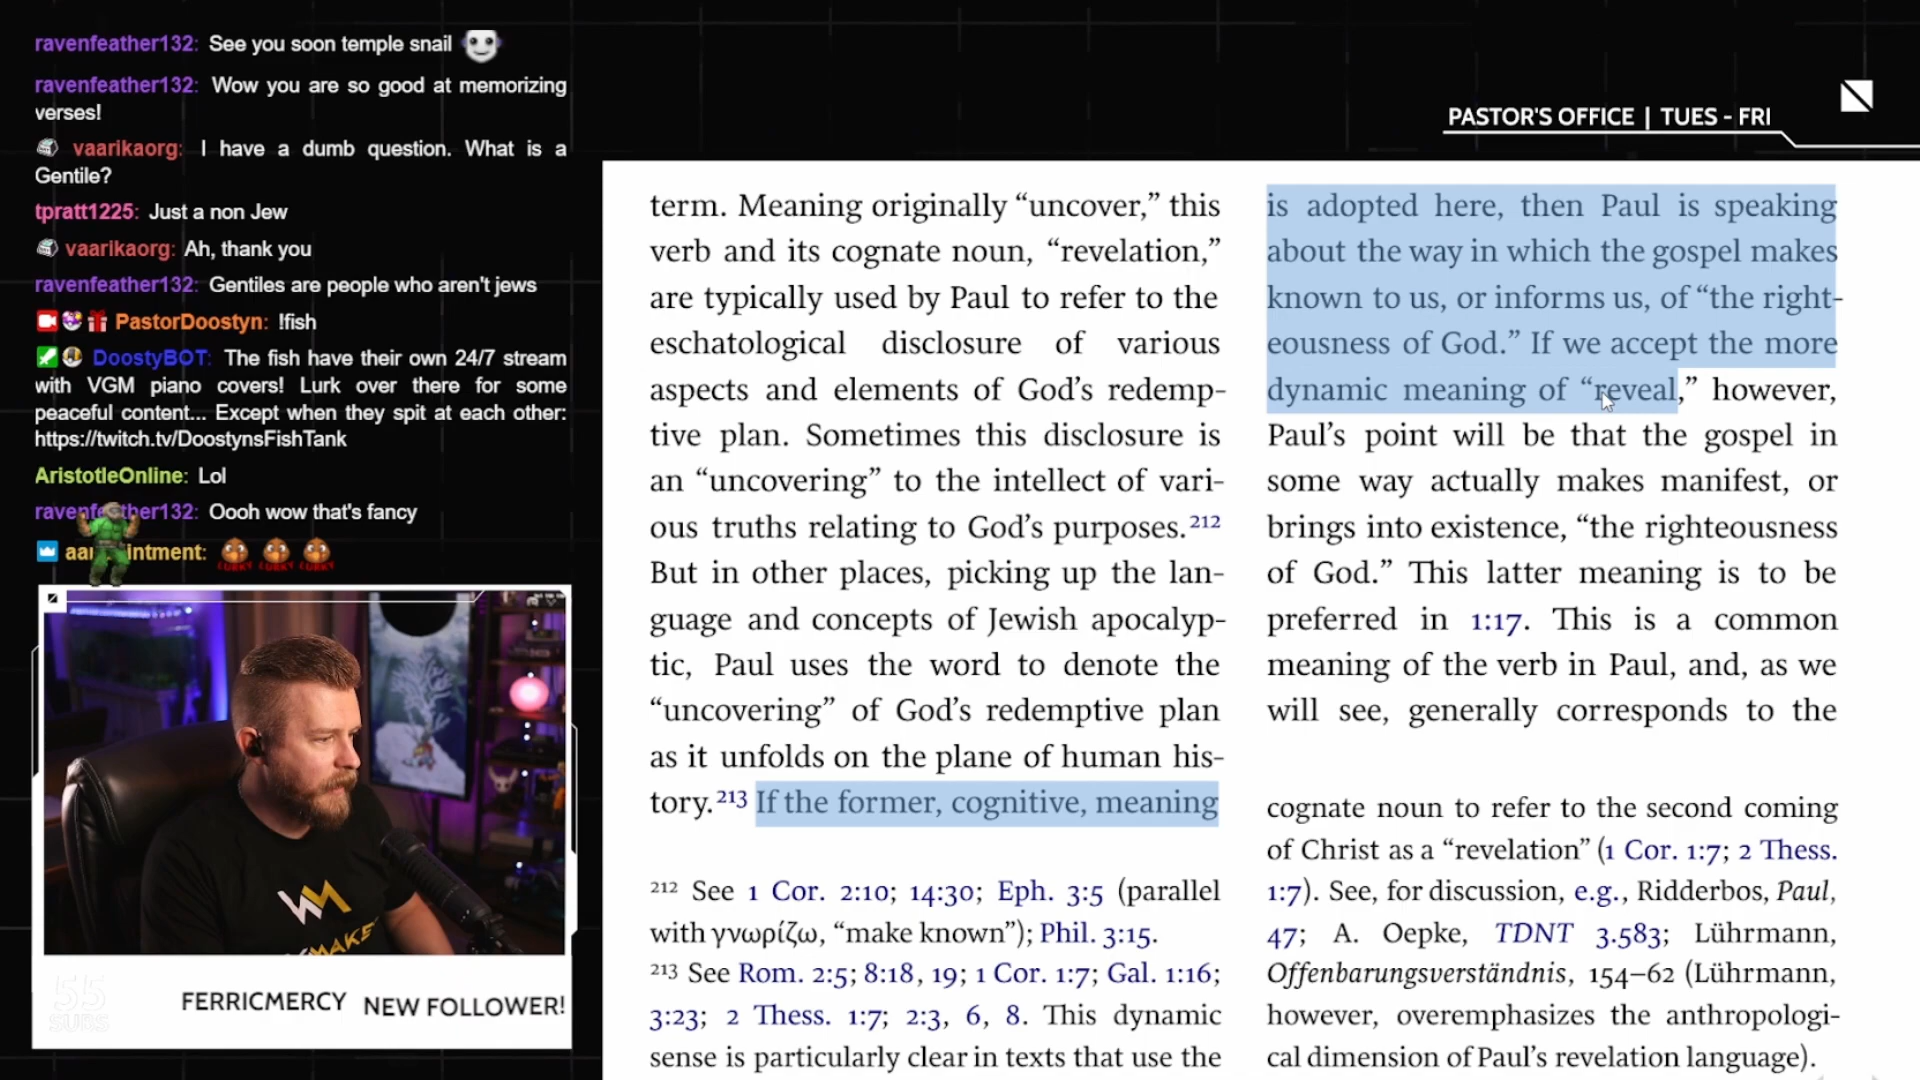 ravenfeather132: See you soon temple snail
ravenfeather132: Wow you are so good at memorizing
verses!
vaarikaorg: I have a dumb question. What is a
Gentile?
tpratt1225: Just a non Jew
vaarikaorg: Ah, thank you
ravenfeather132: Gentiles are people who aren't jews
PastorDoostyn: !fish
DoostyBOT: The fish have their own 24/7 stream
with VGM piano covers! Lurk over there for some
peaceful content... Except when they spit at each other:
https://twitch.tv/DoostynsFishTank
AristotleOnline: Lol
ravenfeather132: Oooh wow that's fancy
LURKY LURKY LURKY
55
SUBS
FERRICMERCY NEW FOLLOWER!
PASTOR'S OFFICE | TUES - FRI
term. Meaning originally “uncover,” this
verb and its cognate noun, “revelation,”
are typically used by Paul to refer to the
eschatological disclosure of various
aspects and elements of God’s redemp-
tive plan. Sometimes this disclosure is
an “uncovering” to the intellect of vari-
ous truths relating to God’s purposes.212
But in other places, picking up the lan-
guage and concepts of Jewish apocalyp-
tic, Paul uses the word to denote the
“uncovering” of God’s redemptive plan
as it unfolds on the plane of human his-
tory.213 If the former, cognitive, meaning
212 See 1 Cor. 2:10; 14:30; Eph. 3:5 (parallel
with γνωρίζω, “make known”); Phil. 3:15.
213 See Rom. 2:5; 8:18, 19; 1 Cor. 1:7; Gal. 1:16;
3:23; 2 Thess. 1:7; 2:3, 6, 8. This dynamic
sense is particularly clear in texts that use the
is adopted here, then Paul is speaking
about the way in which the gospel makes
known to us, or informs us, of “the right-
eousness of God.” If we accept the more
dynamic meaning of “reveal,” however,
Paul’s point will be that the gospel in
some way actually makes manifest, or
brings into existence, “the righteousness
of God.” This latter meaning is to be
preferred in 1:17. This is a common
meaning of the verb in Paul, and, as we
will see, generally corresponds to the
cognate noun to refer to the second coming
of Christ as a “revelation” (1 Cor. 1:7; 2 Thess.
1:7). See, for discussion, e.g., Ridderbos, Paul,
47; A. Oepke, TDNT 3.583; Lührmann,
Offenbarungsverständnis, 154–62 (Lührmann,
however, overemphasizes the anthropologi-
cal dimension of Paul’s revelation language).